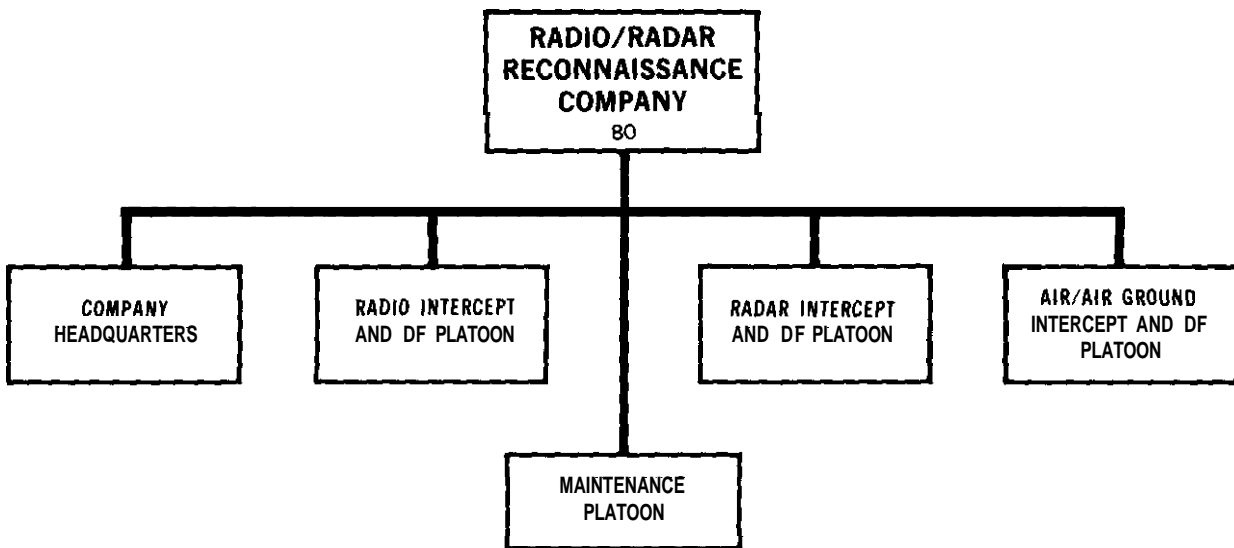 RADIO/RADAR
RECONNAISSANCE
COMPANY
80
COMPANY
HEADQUARTERS
RADIO INTERCEPT
AND DF PLATOON
RADAR INTERCEPT
AND DF PLATOON
AIR/AIR GROUND
INTERCEPT AND DF
PLATOON
MAINTENANCE
PLATOON